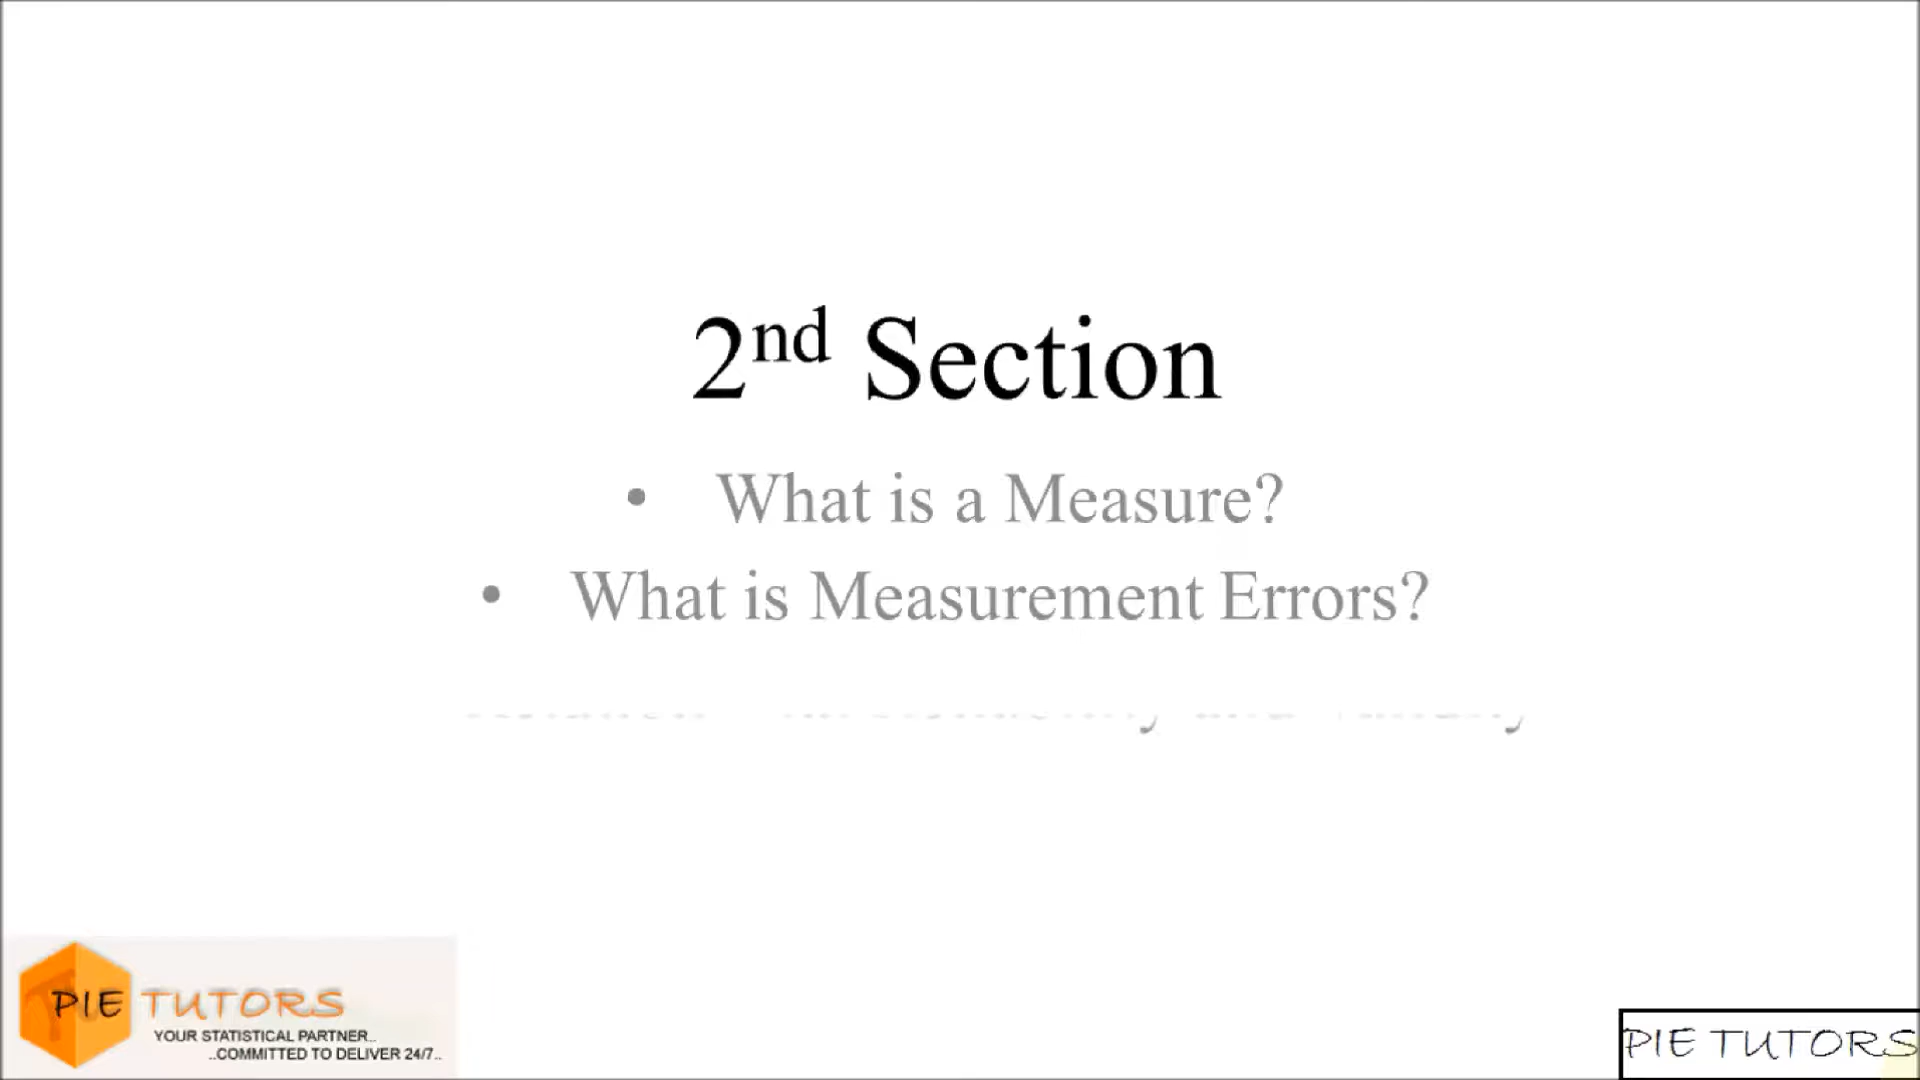 2nd Section
• What is a Measure?
• What is Measurement Errors?
PIE TUTORS
YOUR STATISTICAL PARTNER..
..COMMITTED TO DELIVER 24/7..
PIE TUTORS